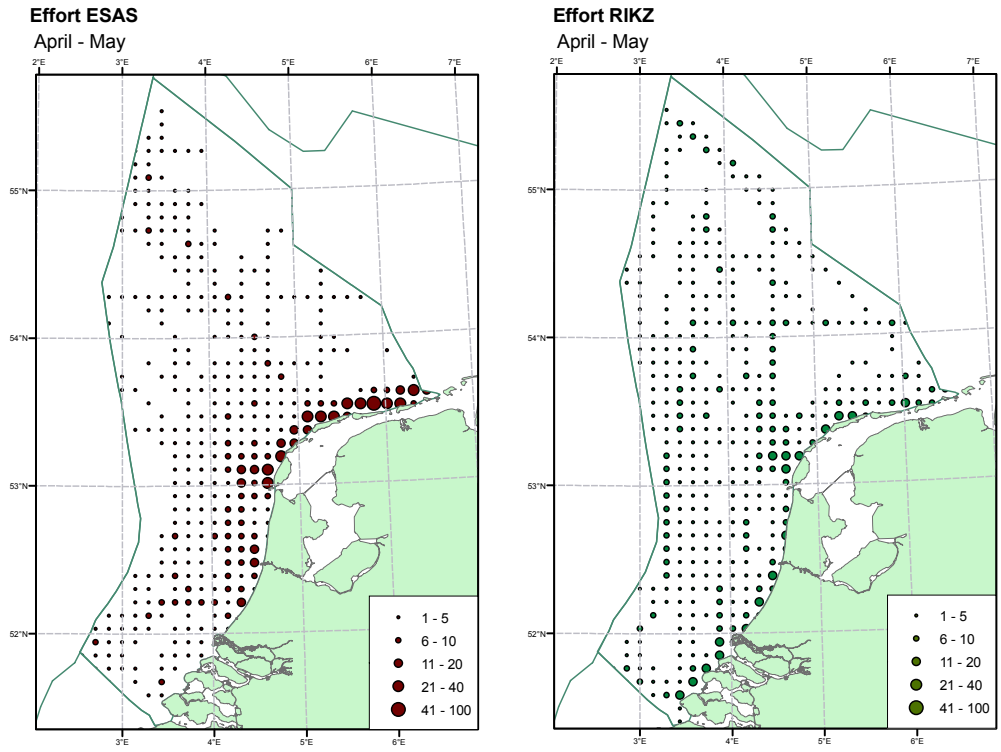 Effort ESAS
April - May
2°E 3°E 4°E 5°E 6°E 7°E
55°N
54°N
53°N
52°N
3°E 4°E 5°E 6°E
1 - 5
6 - 10
11 - 20
21 - 40
41 - 100
Effort RIKZ
April - May
2°E 3°E 4°E 5°E 6°E 7°E
55°N
54°N
53°N
52°N
3°E 4°E 5°E 6°E
1 - 5
6 - 10
11 - 20
21 - 40
41 - 100